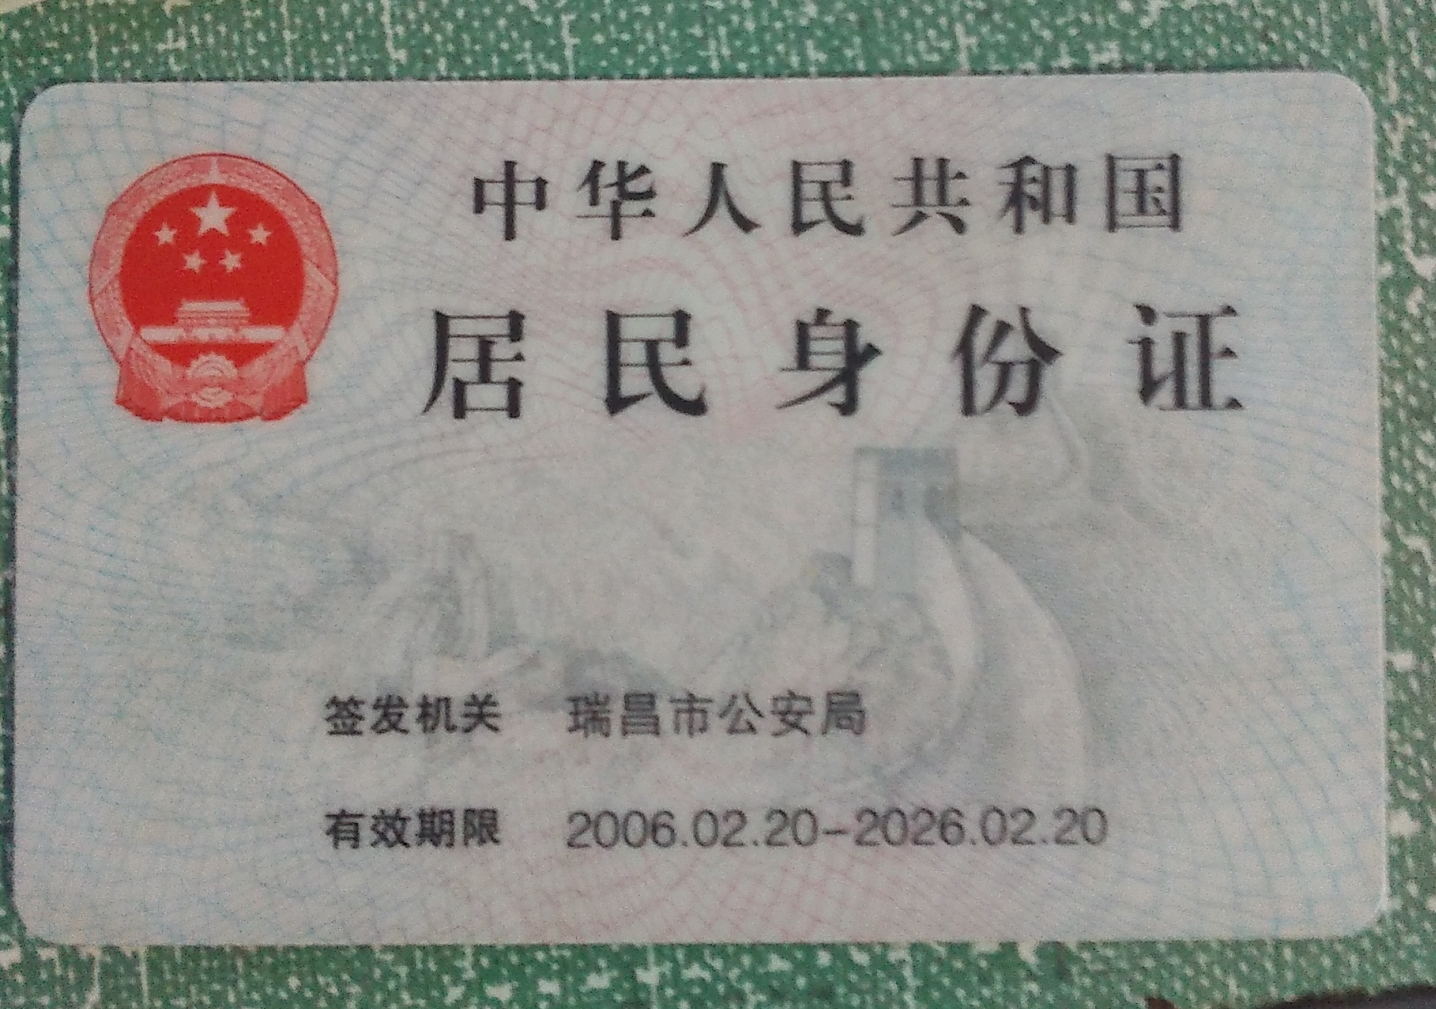 中华人民共和国
居民身份证
签发机关 瑞昌市公安局
有效期限 2006.02.20-2026.02.20